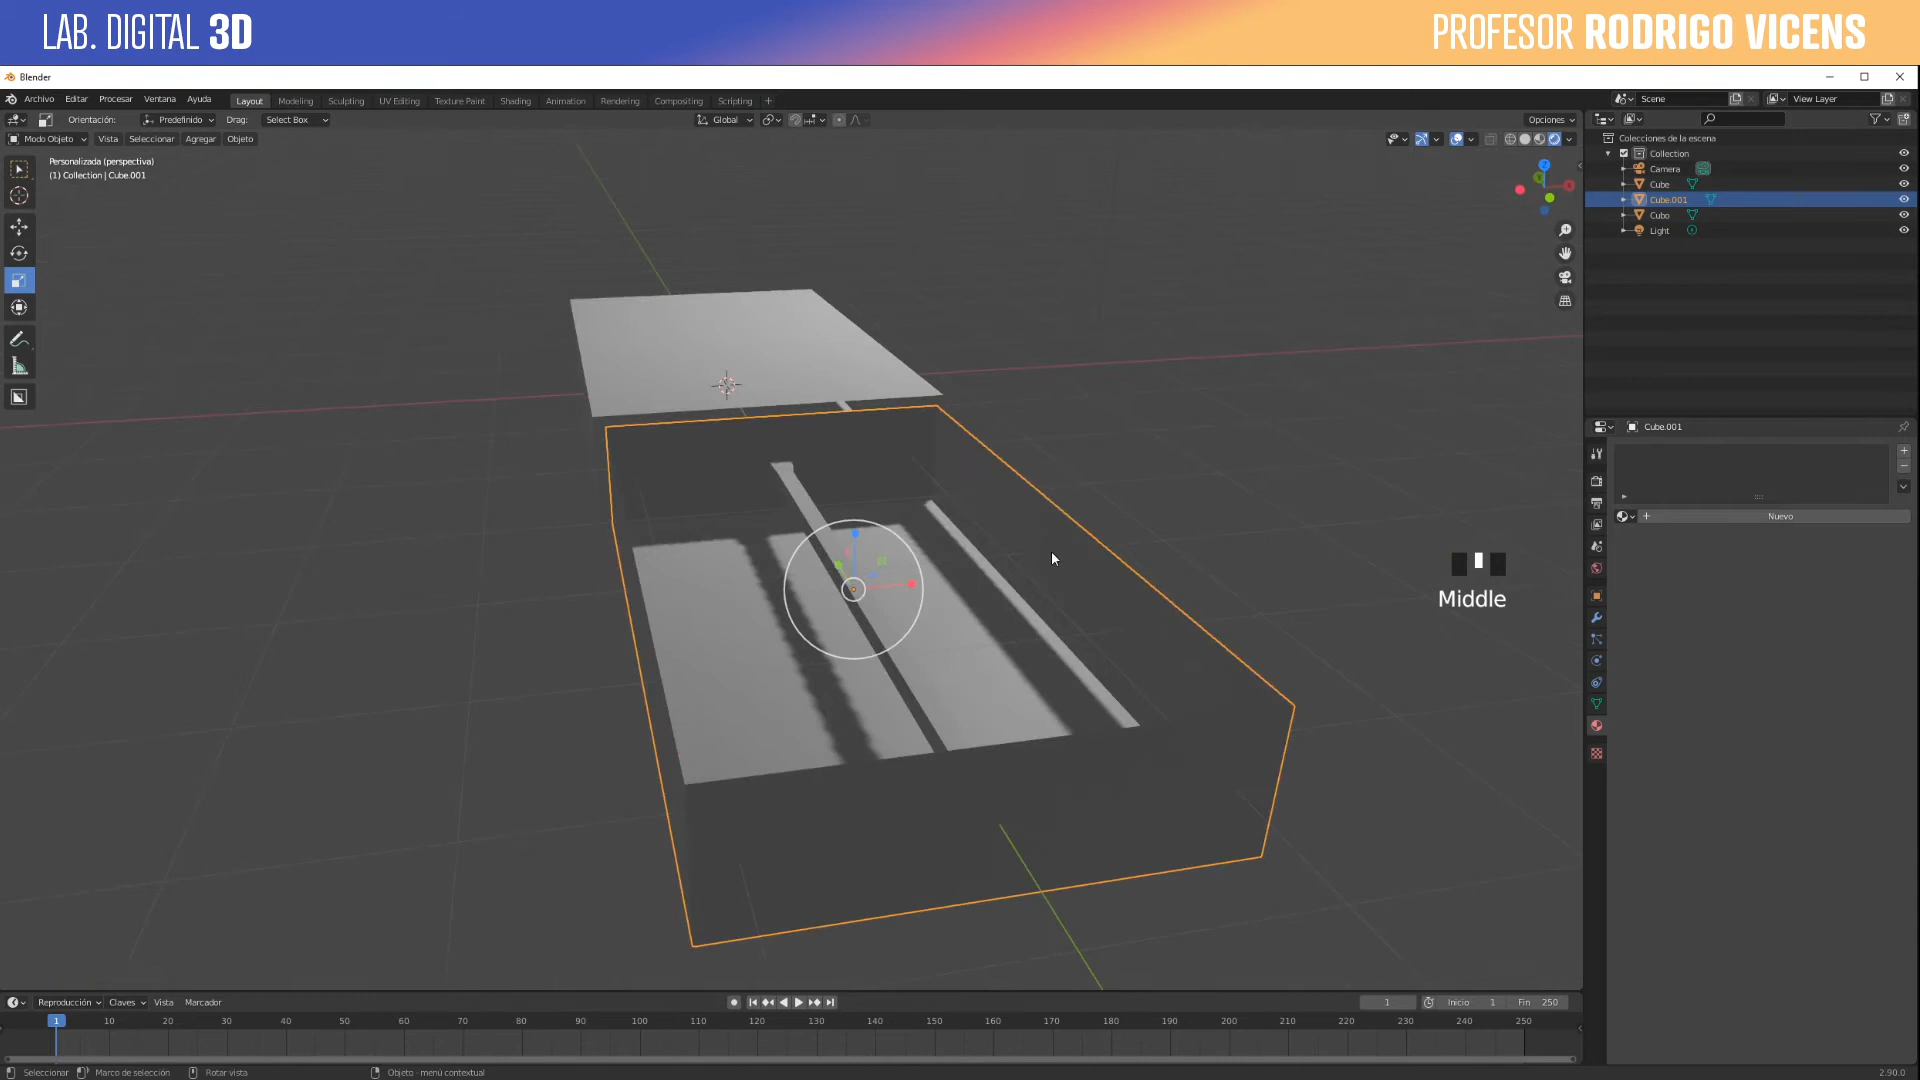 LAB. DIGITAL 3D
PROFESOR RODRIGO VICENS
Blender
Archivo Editar Procesar Ventana Ayuda Layout Modeling Sculpting UV Editing Texture Paint Shading Animation Rendering Compositing Scripting + Scene View Layer
Orientación: Predefinido Drag: Select Box Global Opciones
Modo Objeto Vista Seleccionar Agregar Objeto
Colecciones de la escena
Personalizada (perspectiva)
(1) Collection | Cube.001
Collection
Camera
Cube
Cube.001
Cubo
Light
Z
Cube.001
Nuevo
Middle
Reproducción Claves Vista Marcador 1 Inicio 1 Fin 250
1 10 20 30 40 50 60 70 80 90 100 110 120 130 140 150 160 170 180 190 200 210 220 230 240 250
Seleccionar Marco de selección Rotar vista Objeto - menú contextual 2.90.0